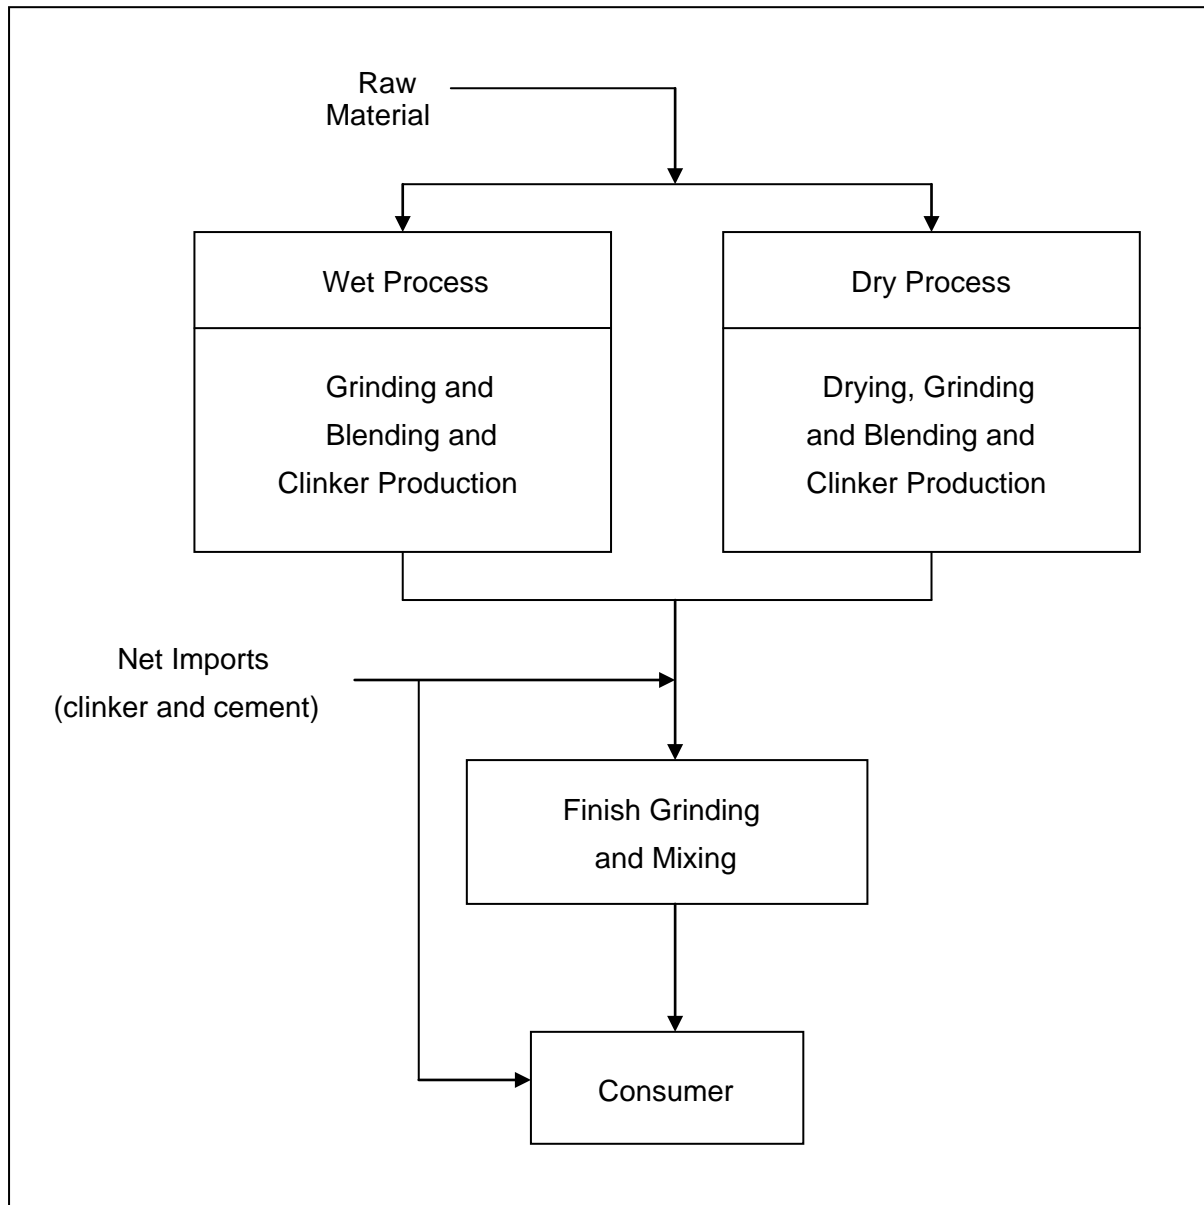 Raw
Material
Wet Process
Dry Process
Grinding and
Blending and
Clinker Production
Drying, Grinding
and Blending and
Clinker Production
Net Imports
(clinker and cement)
Finish Grinding
and Mixing
Consumer